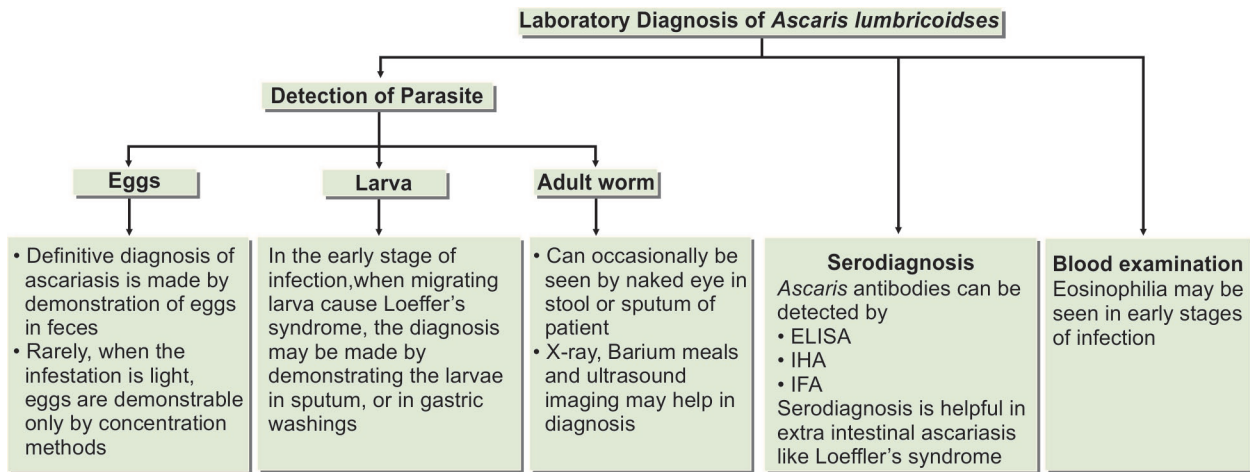 Laboratory Diagnosis of Ascaris lumbricoidses
Detection of Parasite
Eggs
Larva
Adult worm
• Definitive diagnosis of
ascariasis is made by
demonstration of eggs
in feces
• Rarely, when the
infestation is light,
eggs are demonstrable
only by concentration
methods
In the early stage of
infection,when migrating
larva cause Loeffer's
syndrome, the diagnosis
may be made by
demonstrating the larvae
in sputum, or in gastric
washings
• Can occasionally be
seen by naked eye in
stool or sputum of
patient
• X-ray, Barium meals
and ultrasound
imaging may help in
diagnosis
Serodiagnosis
Ascaris antibodies can be
detected by
• ELISA
• IHA
• IFA
Serodiagnosis is helpful in
extra intestinal ascariasis
like Loeffler's syndrome
Blood examination
Eosinophilia may be
seen in early stages
of infection